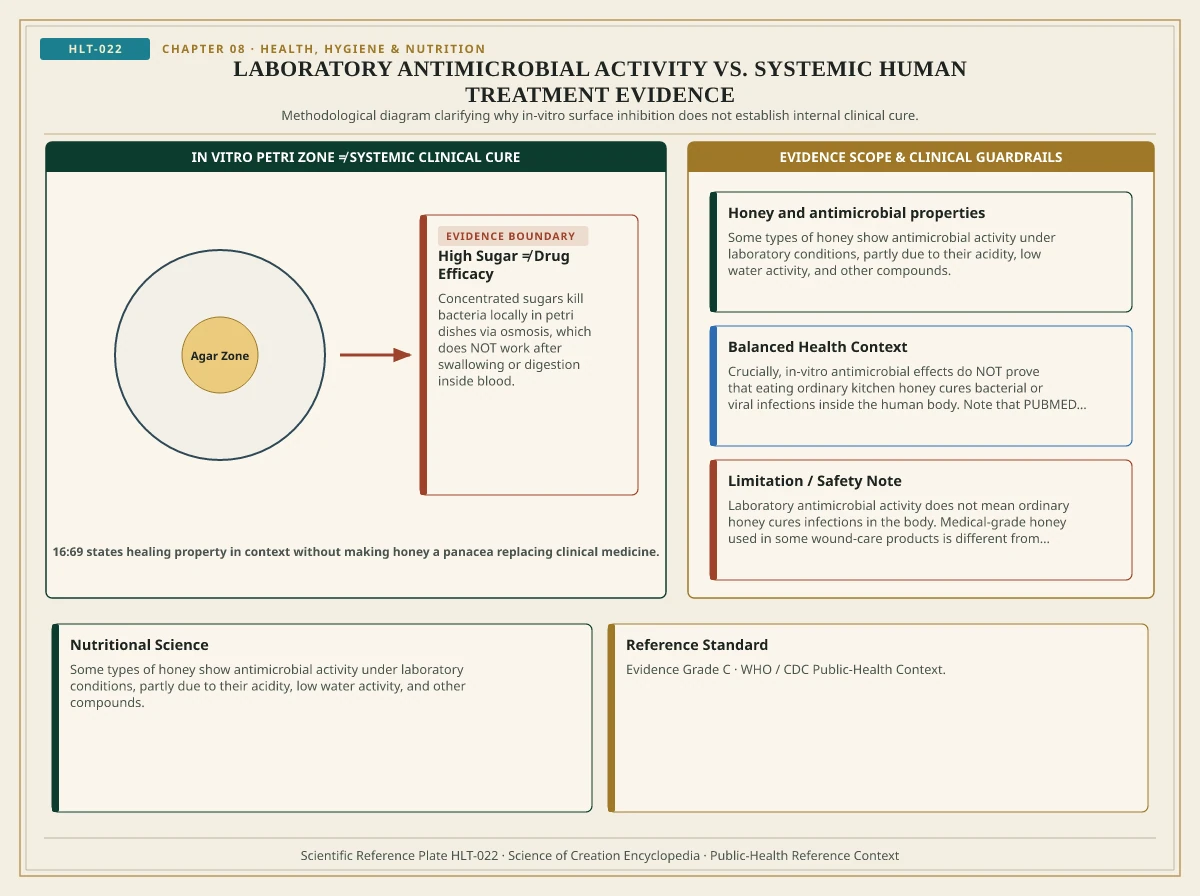 HLT-022
CHAPTER 08 · HEALTH, HYGIENE & NUTRITION
LABORATORY ANTIMICROBIAL ACTIVITY VS. SYSTEMIC HUMAN
TREATMENT EVIDENCE
Methodological diagram clarifying why in-vitro surface inhibition does not establish internal clinical cure.
IN VITRO PETRI ZONE ≠ SYSTEMIC CLINICAL CURE
Agar Zone
EVIDENCE BOUNDARY
High Sugar ≠ Drug
Efficacy
Concentrated sugars kill
bacteria locally in petri
dishes via osmosis, which
does NOT work after
swallowing or digestion
inside blood.
16:69 states healing property in context without making honey a panacea replacing clinical medicine.
EVIDENCE SCOPE & CLINICAL GUARDRAILS
Honey and antimicrobial properties
Some types of honey show antimicrobial activity under
laboratory conditions, partly due to their acidity, low
water activity, and other compounds.
Balanced Health Context
Crucially, in-vitro antimicrobial effects do NOT prove
that eating ordinary kitchen honey cures bacterial or
viral infections inside the human body. Note that PUBMED...
Limitation / Safety Note
Laboratory antimicrobial activity does not mean ordinary
honey cures infections in the body. Medical-grade honey
used in some wound-care products is different from...
Nutritional Science
Some types of honey show antimicrobial activity under laboratory
conditions, partly due to their acidity, low water activity, and other
compounds.
Reference Standard
Evidence Grade C · WHO / CDC Public-Health Context.
Scientific Reference Plate HLT-022 · Science of Creation Encyclopedia · Public-Health Reference Context